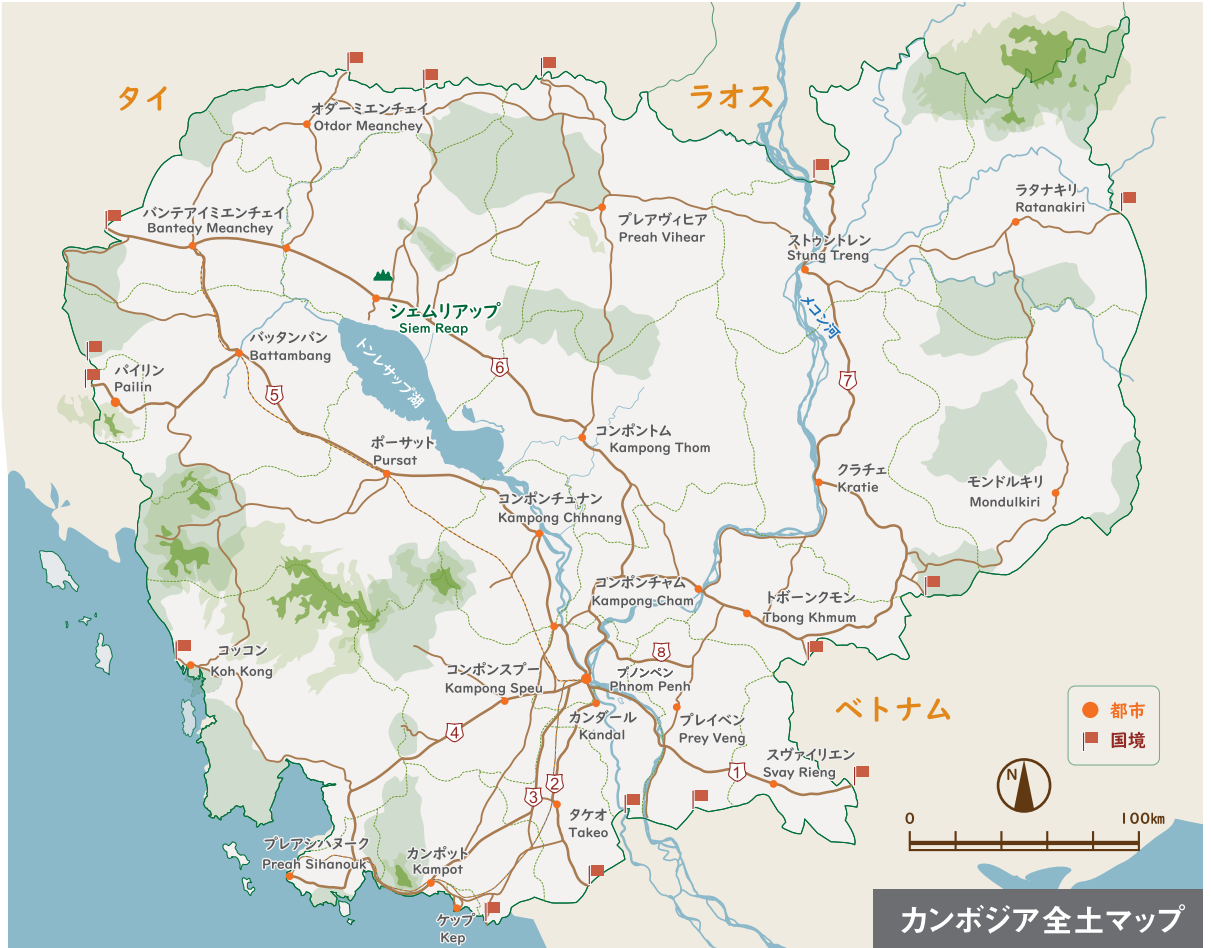 タイ
ラオス
オダーミエンチェイ
Otdor Meanchey
ラタナキリ
Ratanakiri
バンテアイミエンチェイ
Banteay Meanchey
プレアヴィヒア
Preah Vihear
ストゥントレン
Stung Treng
シェムリアップ
Siem Reap
メコン河
バッタンバン
Battambang
トンレサップ湖
パイリン
Pailin
5
6
7
コンポントム
Kampong Thom
ポーサット
Pursat
クラチェ
Kratie
モンドルキリ
Mondulkiri
コンポンチュナン
Kampong Chhnang
コンポンチャム
Kampong Cham
トボーンクモン
Tbong Khmum
コッコン
Koh Kong
8
コンポンスプー
Kampong Speu
プノンペン
Phnom Penh
カンダール
Kandal
プレイベン
Prey Veng
ベトナム
都市
国境
4
スヴァイリエン
Svay Rieng
1
2
3
N
タケオ
Takeo
0
100km
プレアシハヌーク
Preah Sihanouk
カンポット
Kampot
ケップ
Kep
カンボジア全土マップ